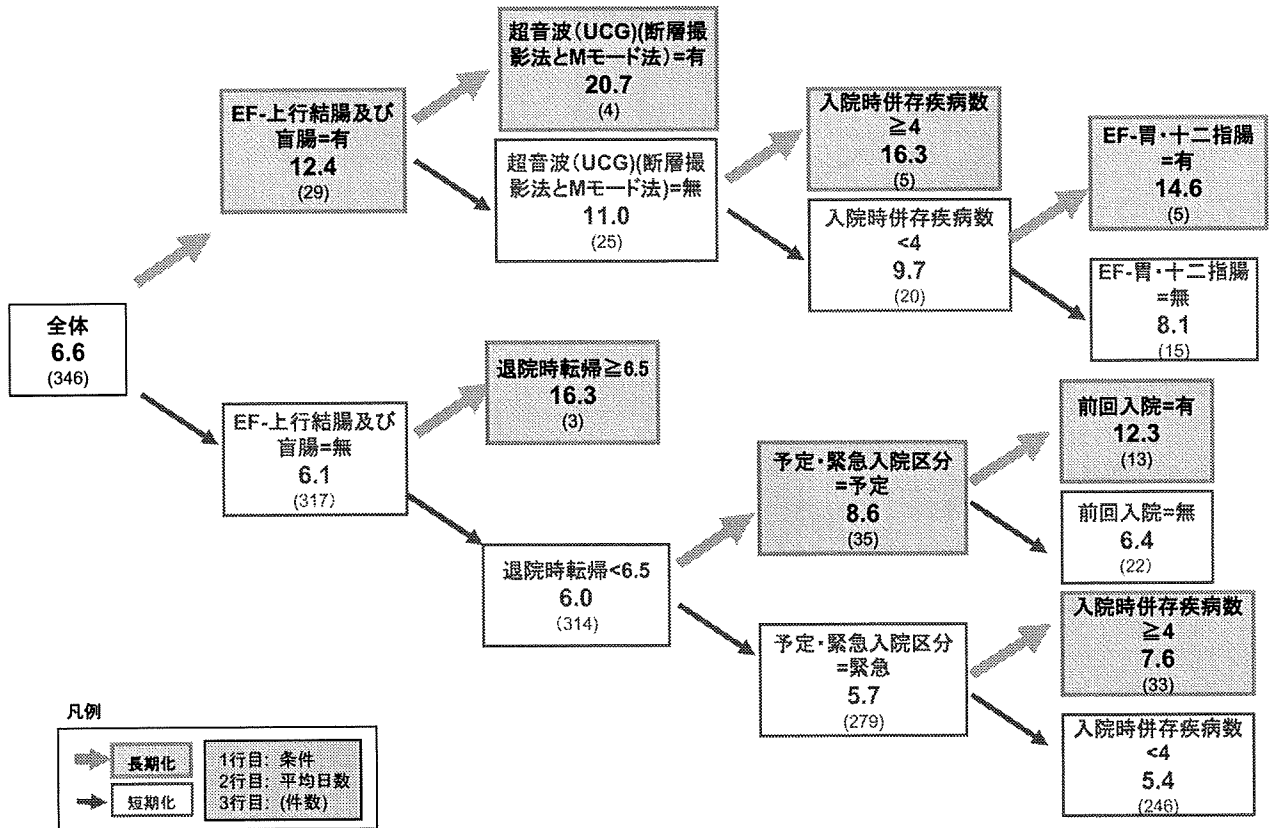 全体
6.6
(346)
EF-上行結腸及び
盲腸=有
12.4
(29)
超音波(UCG)(断層撮
影法とMモード法)=有
20.7
(4)
超音波(UCG)(断層撮
影法とMモード法)=無
11.0
(25)
入院時併存疾病数
≧4
16.3
(5)
入院時併存疾病数
<4
9.7
(20)
EF-胃・十二指腸
=有
14.6
(5)
EF-胃・十二指腸
=無
8.1
(15)
EF-上行結腸及び
盲腸=無
6.1
(317)
退院時転帰≧6.5
16.3
(3)
退院時転帰<6.5
6.0
(314)
予定・緊急入院区分
=予定
8.6
(35)
予定・緊急入院区分
=緊急
5.7
(279)
前回入院=有
12.3
(13)
前回入院=無
6.4
(22)
入院時併存疾病数
≧4
7.6
(33)
入院時併存疾病数
<4
5.4
(246)
凡例
長期化
短期化
1行目: 条件
2行目: 平均日数
3行目: (件数)